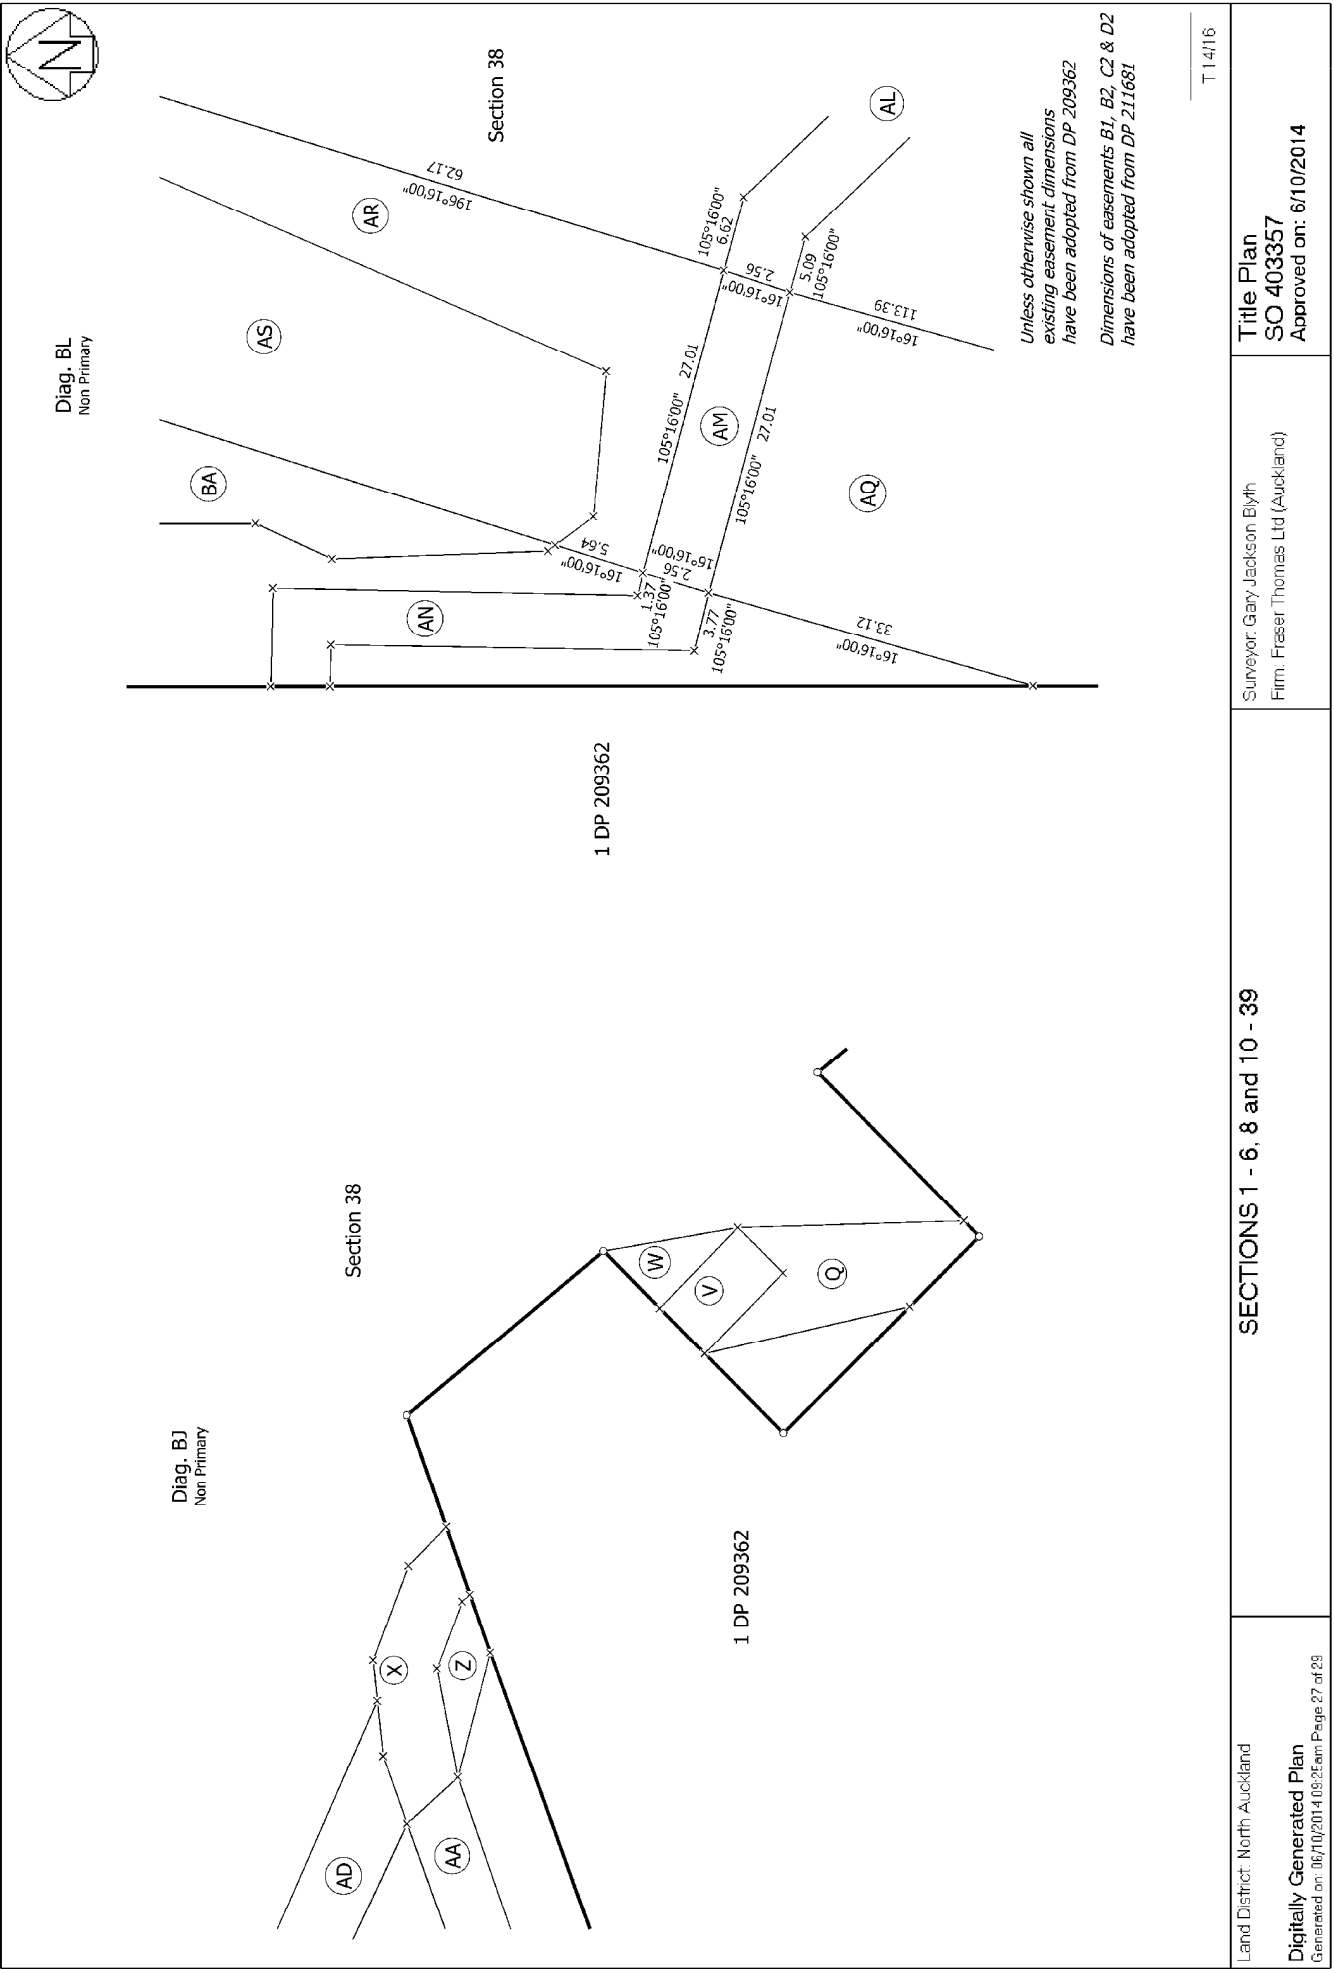 N
Diag. BJ
Non Primary
Section 38
AD
X
AA
Z
W
V
Q
1 DP 209362
Diag. BL
Non Primary
Section 38
BA
AS
AR
AN
AM
AQ
AL
196°16'00"
62.17
105°16'00"
6.62
16°16'00"
2.56
5.09
105°16'00"
16°16'00"
113.39
105°16'00"
27.01
105°16'00"
27.01
16°16'00"
5.64
16°16'00"
2.56
1.37
105°16'00"
3.77
105°16'00"
16°16'00"
33.12
1 DP 209362
Unless otherwise shown all
existing easement dimensions
have been adopted from DP 209362
Dimensions of easements B1, B2, C2 & D2
have been adopted from DP 211681
T 14/16
Land District: North Auckland
Digitally Generated Plan
Generated on: 06/10/2014 09:25am Page 27 of 29
SECTIONS 1 - 6, 8 and 10 - 39
Surveyor: Gary Jackson Blyth
Firm: Fraser Thomas Ltd (Auckland)
Title Plan
SO 403357
Approved on: 6/10/2014